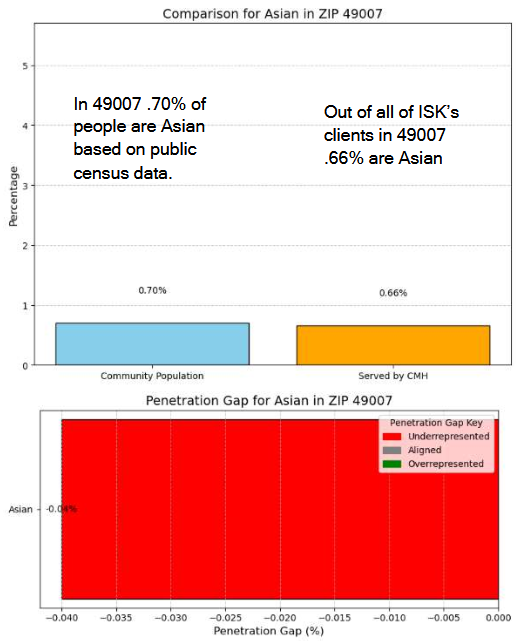 Comparison for Asian in ZIP 49007
5
4
3
2
1
0
Percentage
In 49007 .70% of
people are Asian
based on public
census data.
Out of all of ISK's
clients in 49007
.66% are Asian
0.70%
0.66%
Community Population
Served by CMH
Penetration Gap for Asian in ZIP 49007
Penetration Gap Key
Underrepresented
Aligned
Overrepresented
Asian
-0.04%
−0.040
−0.035
−0.030
−0.025
−0.020
−0.015
−0.010
−0.005
0.000
Penetration Gap (%)